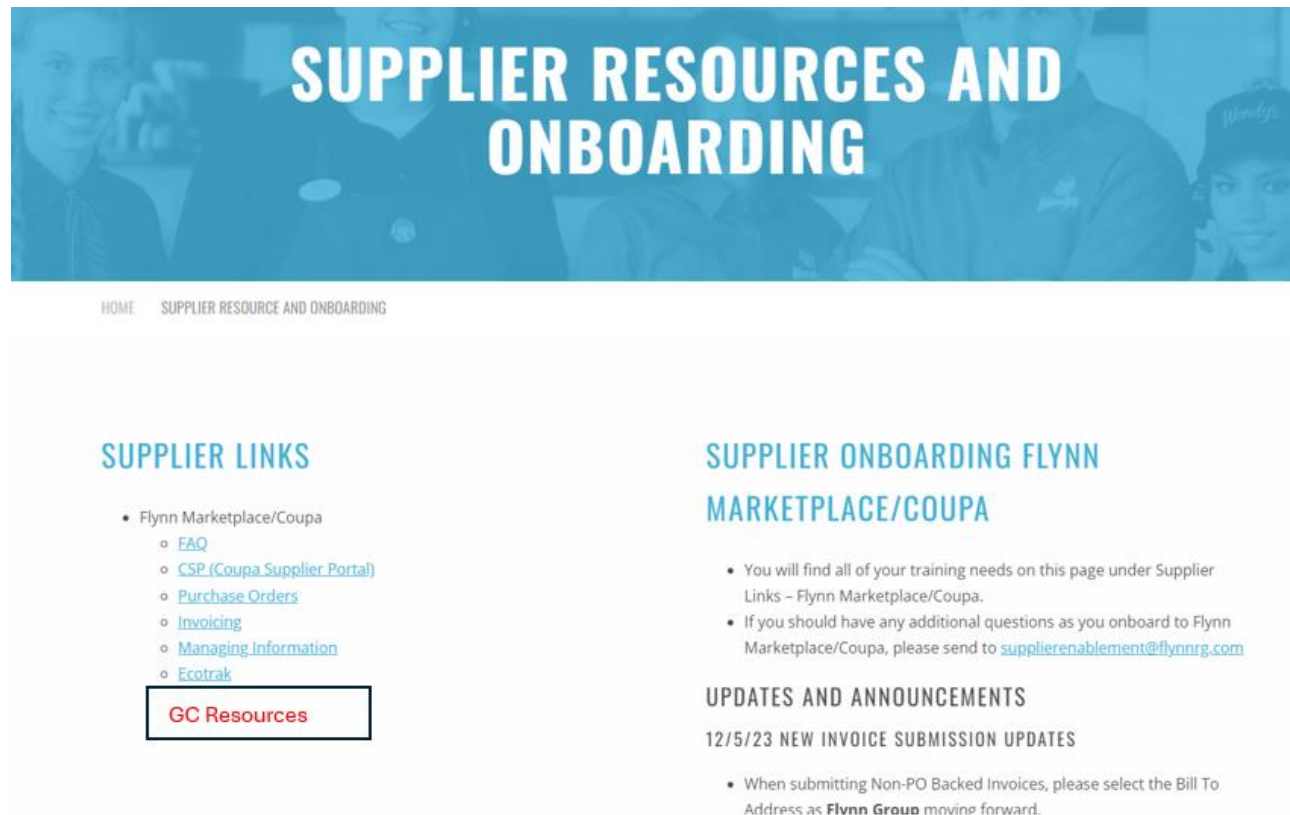 SUPPLIER RESOURCES AND
ONBOARDING
Wendy's
HOME SUPPLIER RESOURCE AND ONBOARDING
SUPPLIER LINKS
Flynn Marketplace/Coupa
FAQ
CSP (Coupa Supplier Portal)
Purchase Orders
Invoicing
Managing Information
Ecotrak
GC Resources
SUPPLIER ONBOARDING FLYNN
MARKETPLACE/COUPA
You will find all of your training needs on this page under Supplier
Links – Flynn Marketplace/Coupa.
If you should have any additional questions as you onboard to Flynn
Marketplace/Coupa, please send to supplierenablement@flynnrg.com
UPDATES AND ANNOUNCEMENTS
12/5/23 NEW INVOICE SUBMISSION UPDATES
When submitting Non-PO Backed Invoices, please select the Bill To
Address as Flynn Group moving forward.